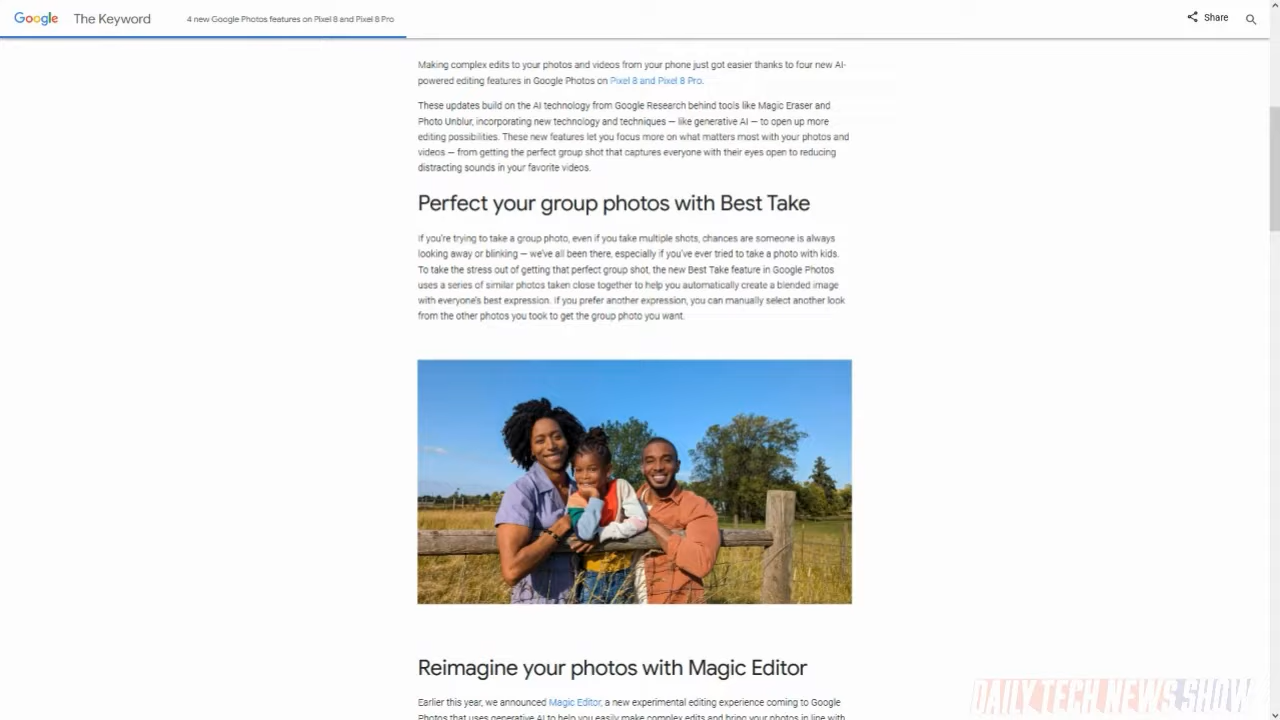 Google The Keyword 4 new Google Photos features on Pixel 8 and Pixel 8 Pro Share
Making complex edits to your photos and videos from your phone just got easier thanks to four new AI-
powered editing features in Google Photos on Pixel 8 and Pixel 8 Pro.
These updates build on the AI technology from Google Research behind tools like Magic Eraser and
Photo Unblur, incorporating new technology and techniques — like generative AI — to open up more
editing possibilities. These new features let you focus more on what matters most with your photos and
videos — from getting the perfect group shot that captures everyone with their eyes open to reducing
distracting sounds in your favorite videos.
Perfect your group photos with Best Take
If you're trying to take a group photo, even if you take multiple shots, chances are someone is always
looking away or blinking — we've all been there, especially if you've ever tried to take a photo with kids.
To take the stress out of getting that perfect group shot, the new Best Take feature in Google Photos
uses a series of similar photos taken close together to help you automatically create a blended image
with everyone's best expression. If you prefer another expression, you can manually select another look
from the other photos you took to get the group photo you want.
Reimagine your photos with Magic Editor
Earlier this year, we announced Magic Editor, a new experimental editing experience coming to Google
Photos that uses generative AI to help you easily make complex edits and bring your photos in line with
DAILY TECH NEWS SHOW